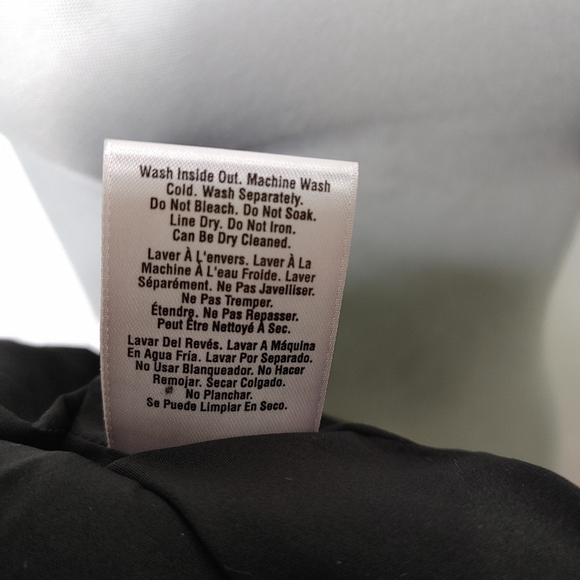 Wash Inside Out. Machine Wash
Cold. Wash Separately.
Do Not Bleach. Do Not Soak.
Line Dry. Do Not Iron.
Can Be Dry Cleaned.
Laver À L'envers. Laver À La
Machine À L'eau Froide. Laver
Séparément. Ne Pas Javelliser.
Ne Pas Tremper.
Étendre. Ne Pas Repasser.
Peut Être Nettoyé À Sec.
Lavar Del Revés. Lavar A Máquina
En Agua Fría. Lavar Por Separado.
No Usar Blanqueador. No Hacer
Remojar. Secar Colgado.
No Planchar.
Se Puede Limpiar En Seco.